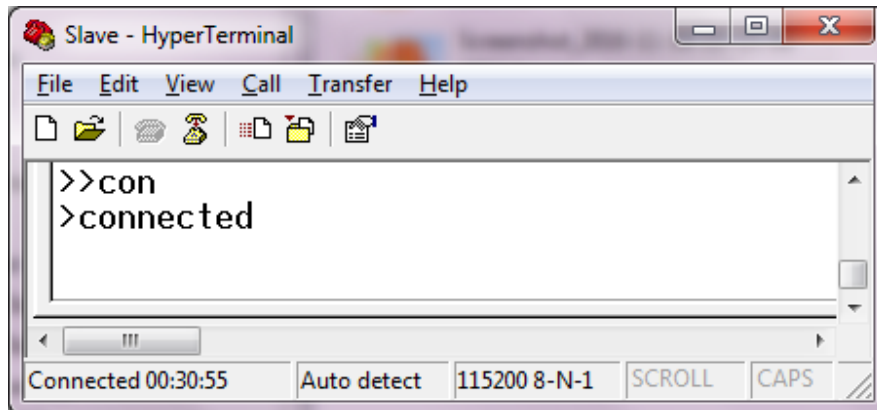 Slave - HyperTerminal
File Edit View Call Transfer Help
>>con
>connected
Connected 00:30:55 Auto detect 115200 8-N-1 SCROLL CAPS